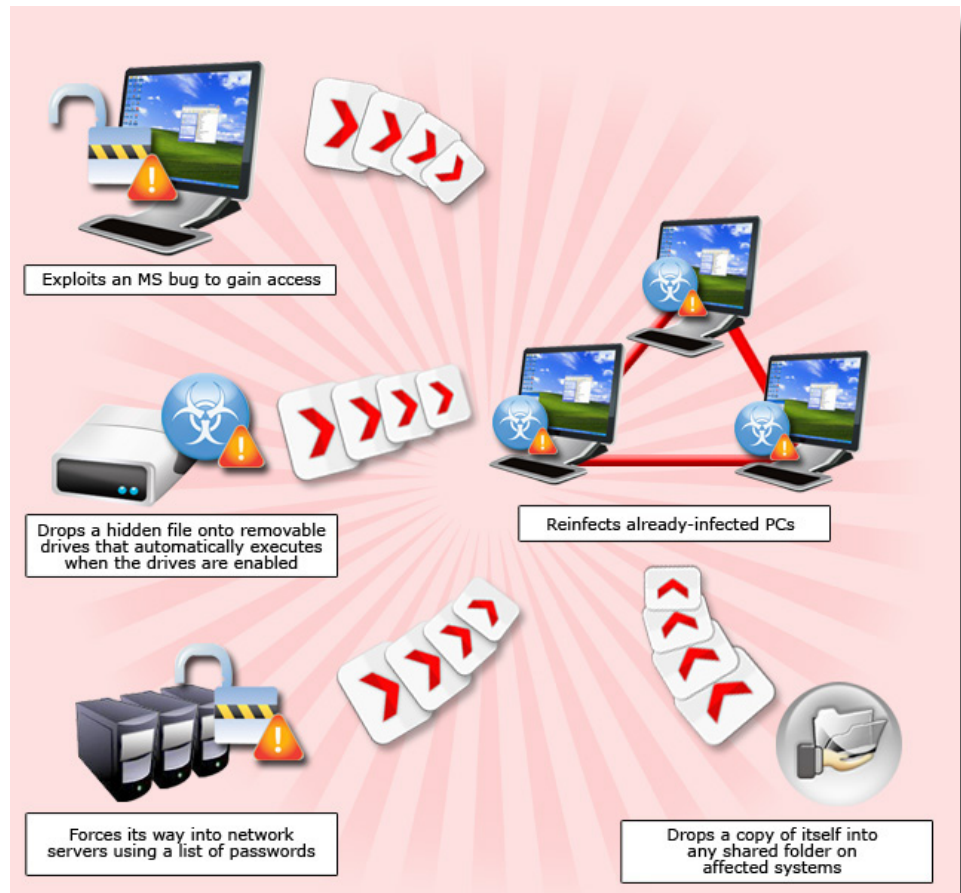 Exploits an MS bug to gain access
Drops a hidden file onto removable
drives that automatically executes
when the drives are enabled
Reinfects already-infected PCs
Forces its way into network
servers using a list of passwords
Drops a copy of itself into
any shared folder on
affected systems